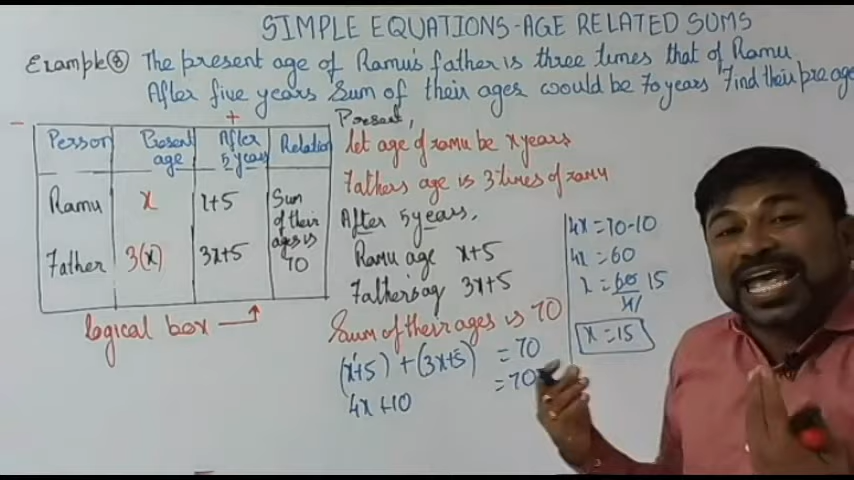 SIMPLE EQUATIONS-AGE RELATED SUMS
Example⑧ The present age of Ramu's father is three times that of Ramu.
After five years Sum of their ages would be 70 years Find their pre age
- +
Person Present age After 5 years Relation
Ramu x x+5 Sum of their ages is 70
Father 3(x) 3x+5
logical box
Present,
let age of ramu be x years
Fathers age is 3 times of ramu
After 5 years,
Ramu age x+5
Father's ag 3x+5
Sum of their ages is 70
(x+5) + (3x+5) = 70
4x+10 = 70
4x = 70-10
4x = 60
x = 60/4 15
x = 15